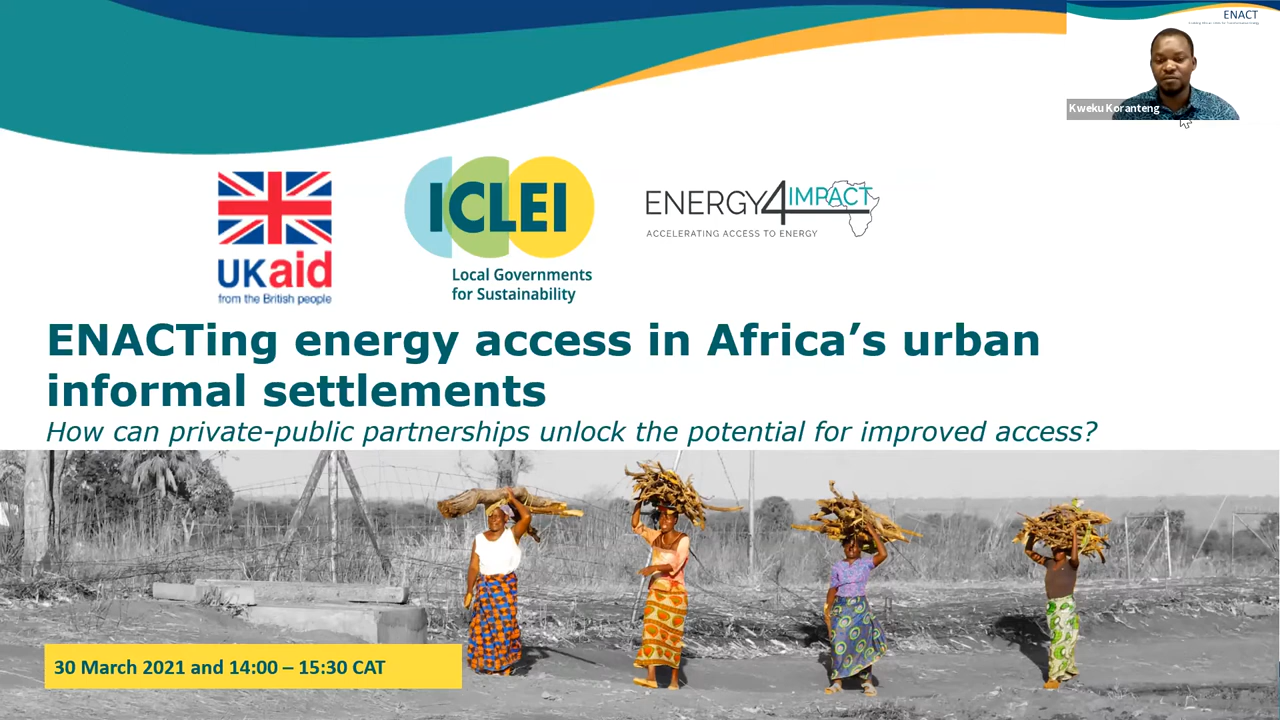 ENACT
Kweku Koranteng
UKaid
from the British people
ICLEI
Local Governments
for Sustainability
ENERGY4IMPACT
ACCELERATING ACCESS TO ENERGY
ENACTing energy access in Africa’s urban
informal settlements
How can private-public partnerships unlock the potential for improved access?
30 March 2021 and 14:00 – 15:30 CAT